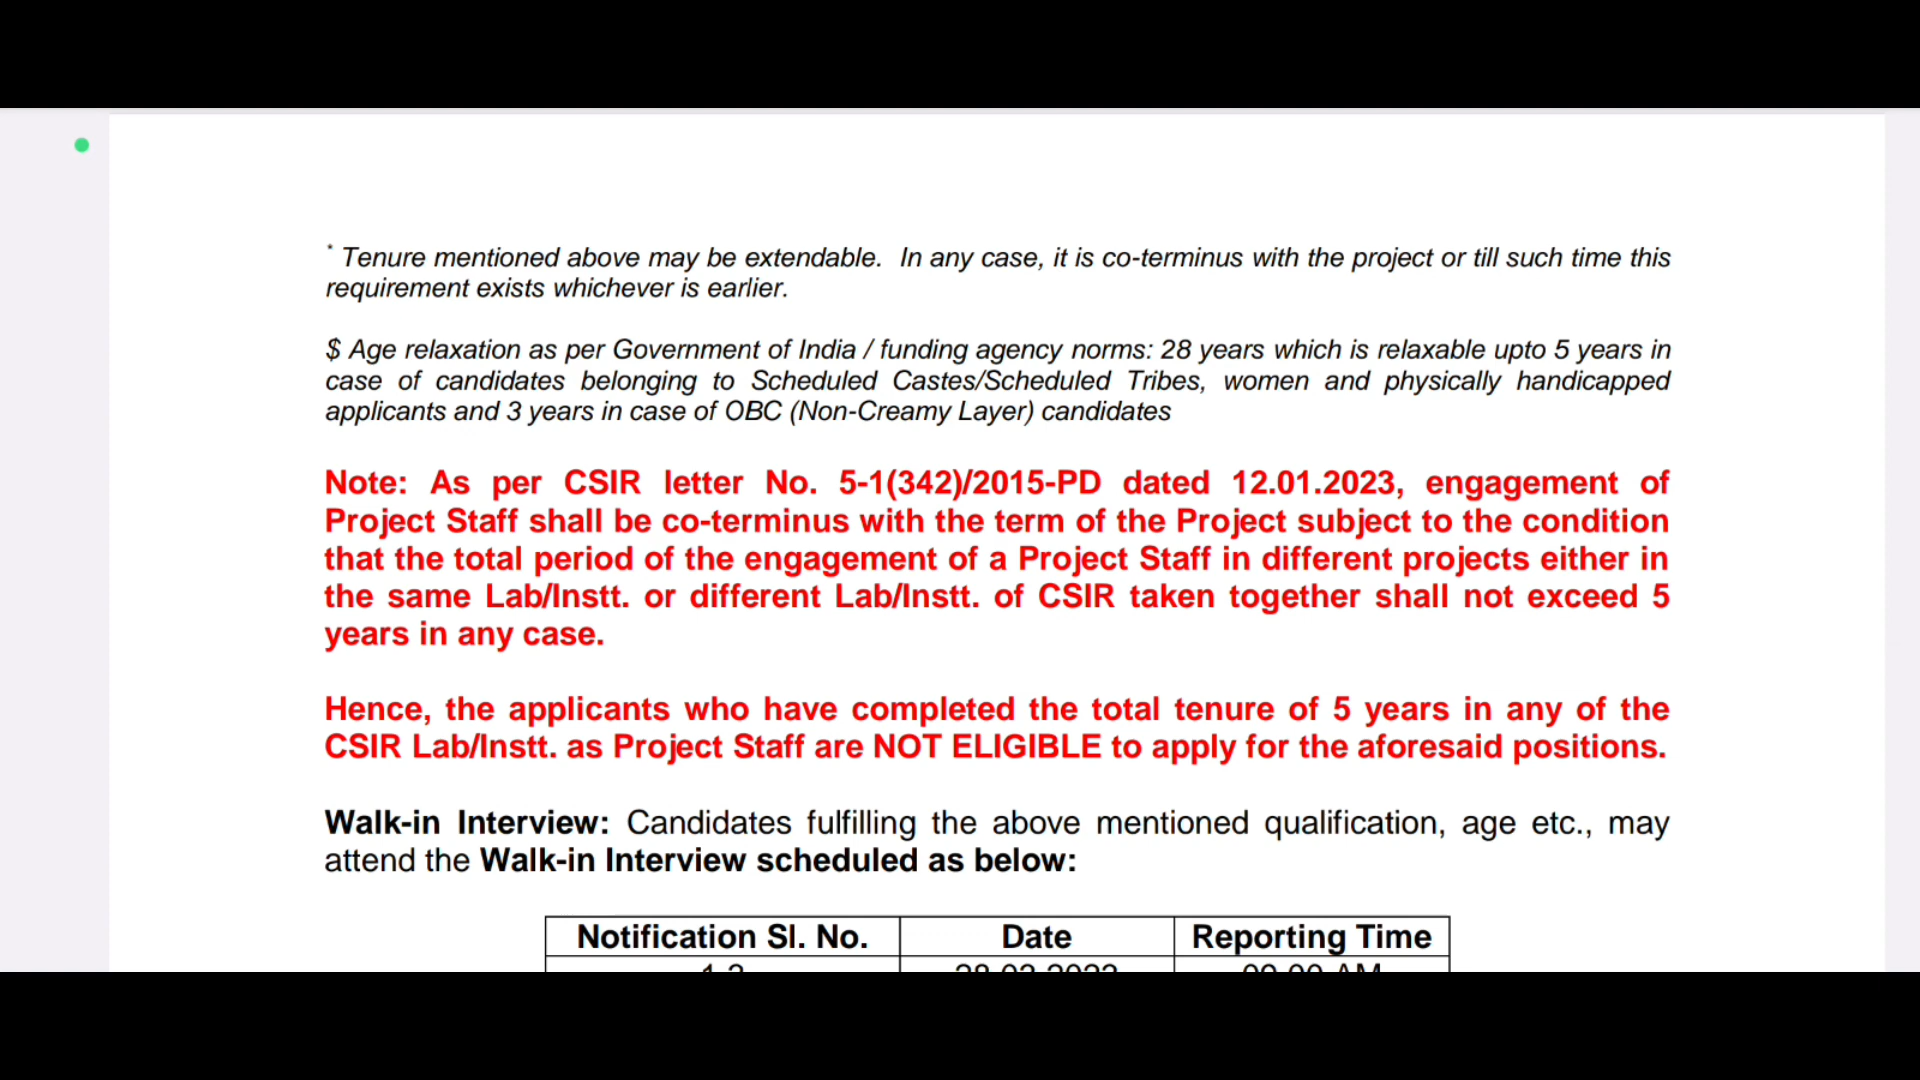 * Tenure mentioned above may be extendable. In any case, it is co-terminus with the project or till such time this
requirement exists whichever is earlier.
$ Age relaxation as per Government of India / funding agency norms: 28 years which is relaxable upto 5 years in
case of candidates belonging to Scheduled Castes/Scheduled Tribes, women and physically handicapped
applicants and 3 years in case of OBC (Non-Creamy Layer) candidates
Note: As per CSIR letter No. 5-1(342)/2015-PD dated 12.01.2023, engagement of
Project Staff shall be co-terminus with the term of the Project subject to the condition
that the total period of the engagement of a Project Staff in different projects either in
the same Lab/Instt. or different Lab/Instt. of CSIR taken together shall not exceed 5
years in any case.
Hence, the applicants who have completed the total tenure of 5 years in any of the
CSIR Lab/Instt. as Project Staff are NOT ELIGIBLE to apply for the aforesaid positions.
Walk-in Interview: Candidates fulfilling the above mentioned qualification, age etc., may
attend the Walk-in Interview scheduled as below:
Notification Sl. No. Date Reporting Time